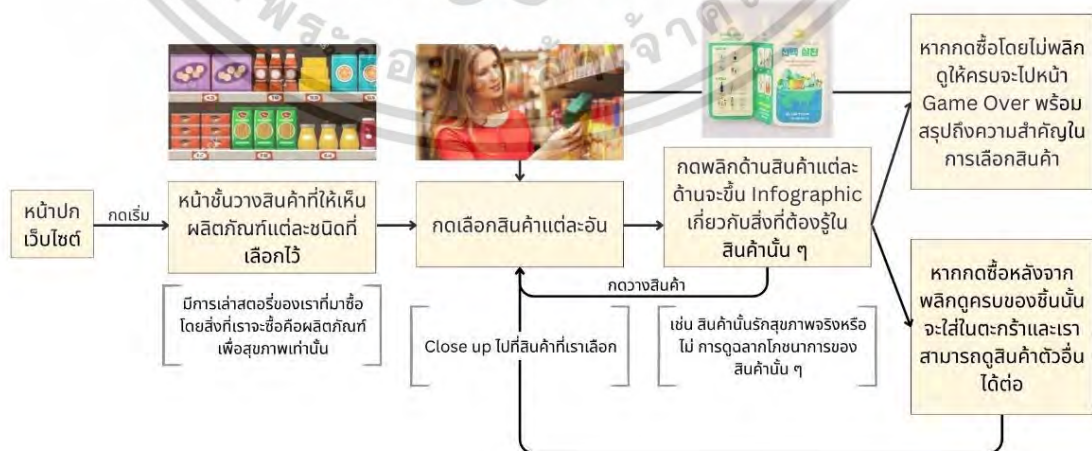 หน้าปก
เว็บไซต์
กดเริ่ม
หน้าชั้นวางสินค้าที่ให้เห็น
ผลิตภัณฑ์แต่ละชนิดที่
เลือกไว้
มีการเล่าสตอรี่ของเราที่มาซื้อ
โดยสิ่งที่เราจะซื้อคือผลิตภัณฑ์
เพื่อสุขภาพเท่านั้น
กดเลือกสินค้าแต่ละอัน
Close up ไปที่สินค้าที่เราเลือก
กดพลิกด้านสินค้าแต่ละ
ด้านจะขึ้น Infographic
เกี่ยวกับสิ่งที่ต้องรู้ใน
สินค้านั้น ๆ
กดวางสินค้า
เช่น สินค้านั้นรักสุขภาพจริงหรือ
ไม่ การดูฉลากโภชนาการของ
สินค้านั้น ๆ
หากกดซื้อโดยไม่พลิก
ดูให้ครบจะไปหน้า
Game Over พร้อม
สรุปถึงความสำคัญใน
การเลือกสินค้า
หากกดซื้อหลังจาก
พลิกดูครบของชิ้นนั้น
จะใส่ในตะกร้าและเรา
สามารถดูสินค้าตัวอื่น
ได้ต่อ